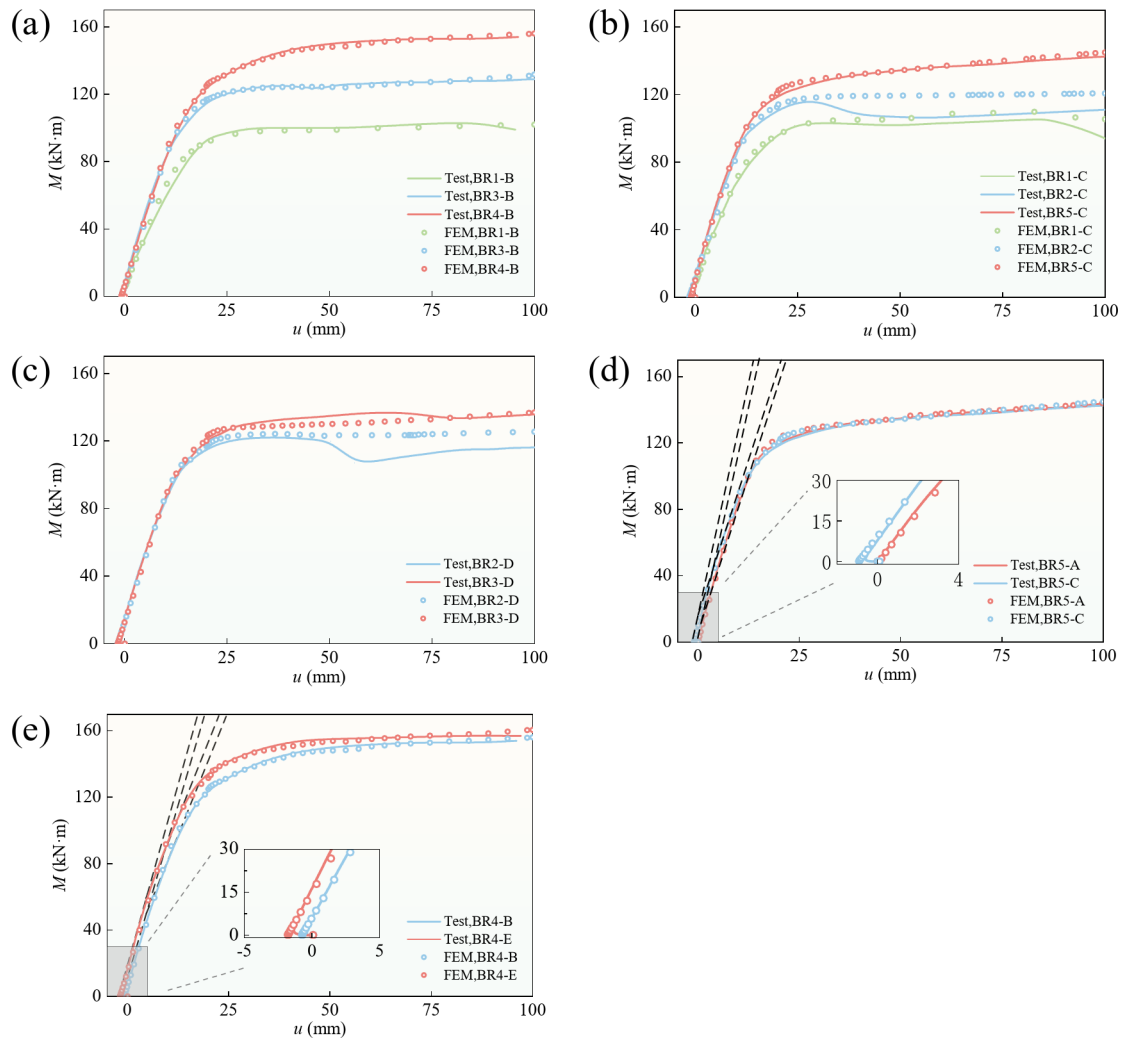 (a)
160
120
80
40
0
M (kN·m)
Test,BR1-B
Test,BR3-B
Test,BR4-B
FEM,BR1-B
FEM,BR3-B
FEM,BR4-B
0 25 50 75 100
u (mm)
(b)
160
120
80
40
0
M (kN·m)
Test,BR1-C
Test,BR2-C
Test,BR5-C
FEM,BR1-C
FEM,BR2-C
FEM,BR5-C
0 25 50 75 100
u (mm)
(c)
160
120
80
40
0
M (kN·m)
Test,BR2-D
Test,BR3-D
FEM,BR2-D
FEM,BR3-D
0 25 50 75 100
u (mm)
(d)
160
120
80
40
0
M (kN·m)
30
15
0
0 4
Test,BR5-A
Test,BR5-C
FEM,BR5-A
FEM,BR5-C
0 25 50 75 100
u (mm)
(e)
160
120
80
40
0
M (kN·m)
30
15
0
-5 0 5
Test,BR4-B
Test,BR4-E
FEM,BR4-B
FEM,BR4-E
0 25 50 75 100
u (mm)